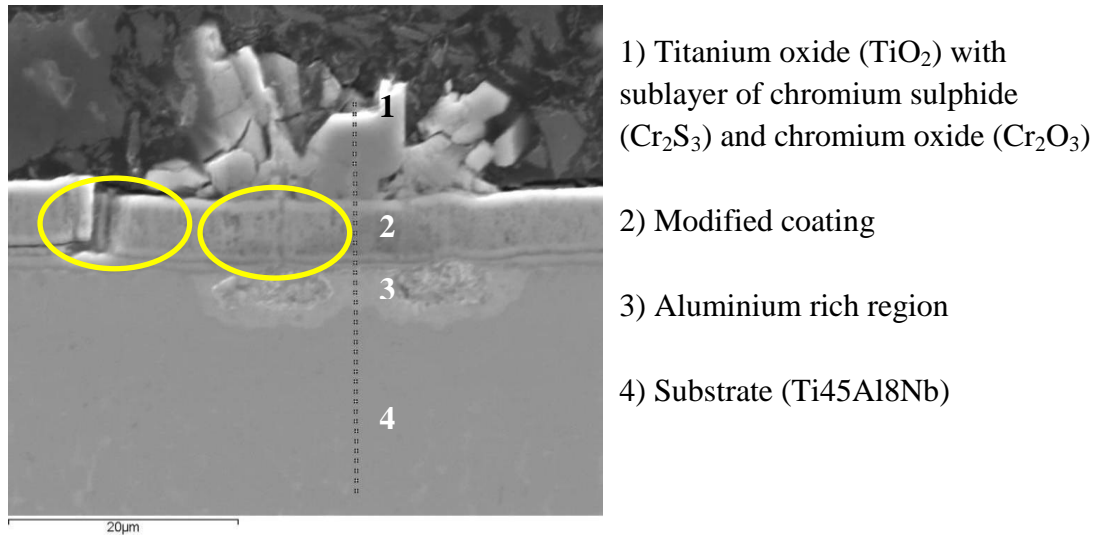 1
2
3
4
20µm
1) Titanium oxide (TiO₂) with
sublayer of chromium sulphide
(Cr₂S₃) and chromium oxide (Cr₂O₃)
2) Modified coating
3) Aluminium rich region
4) Substrate (Ti45Al8Nb)